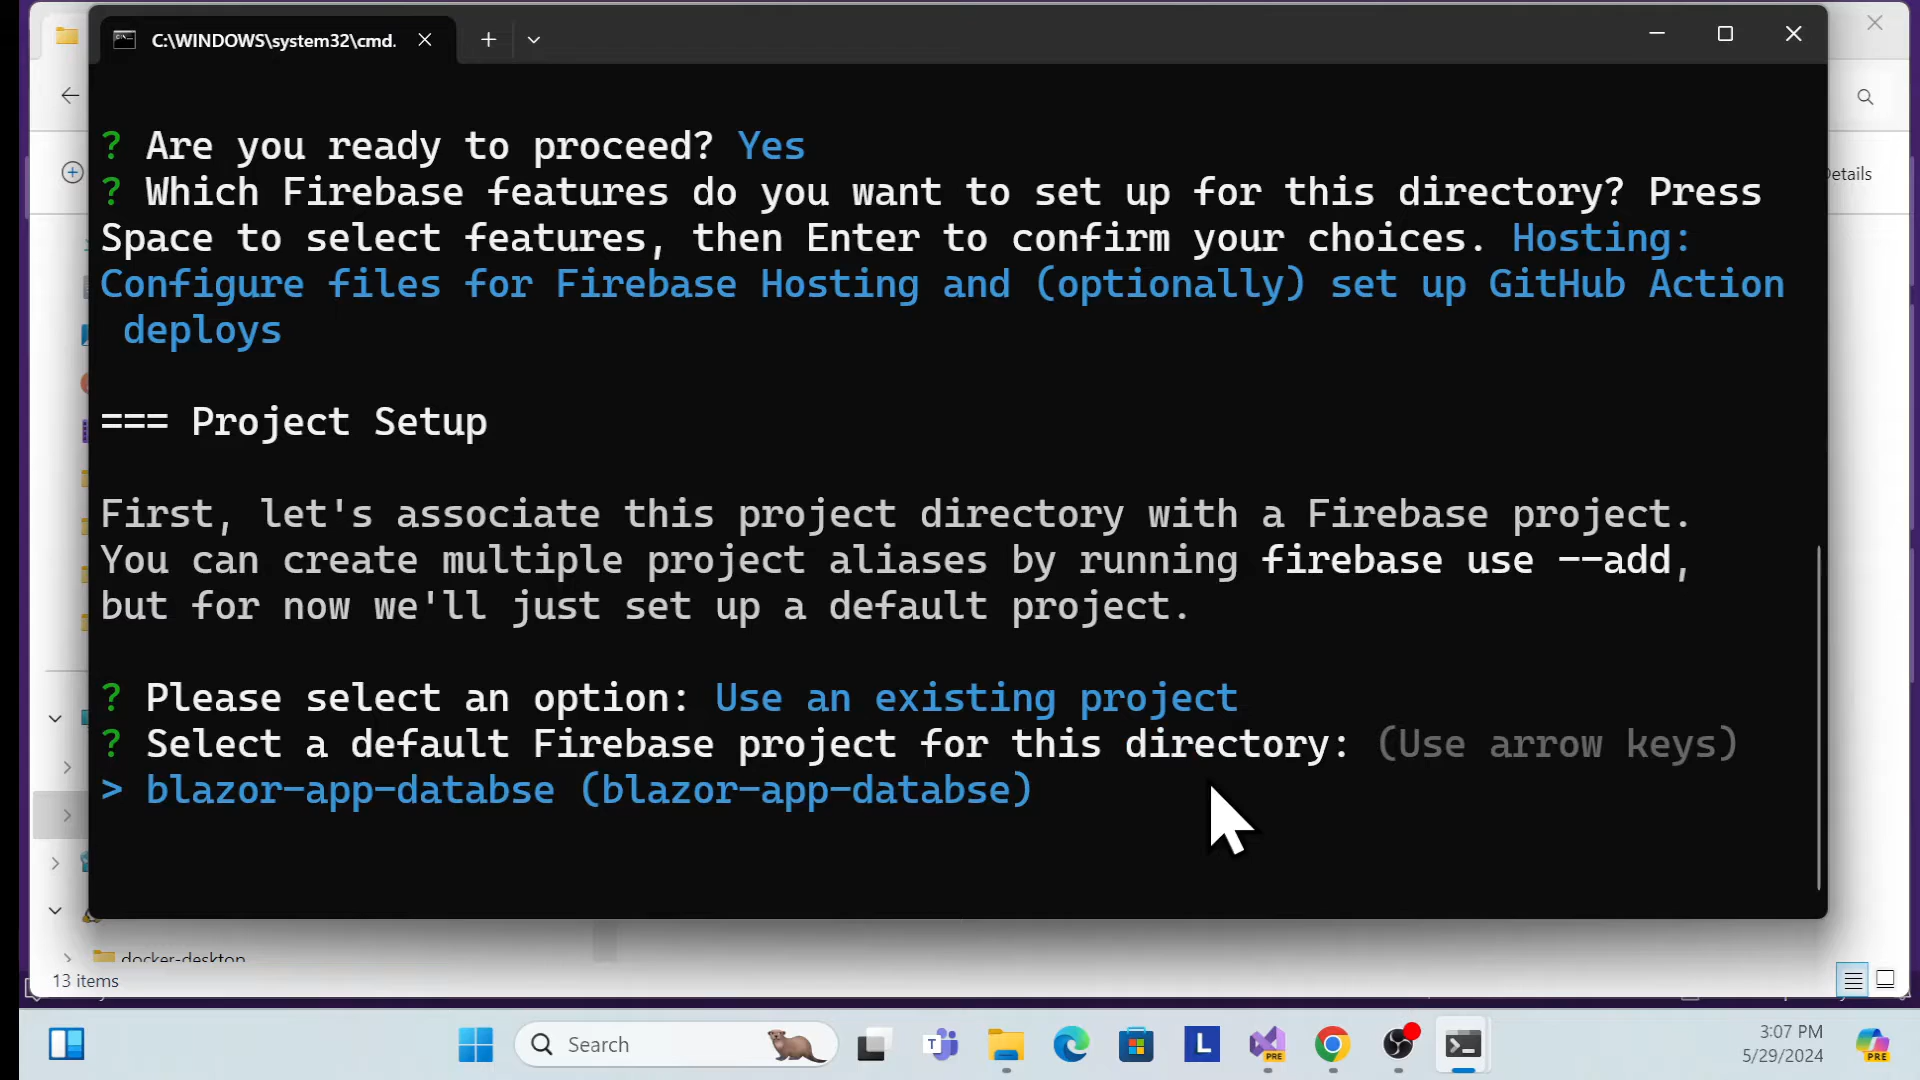 C:\WINDOWS\system32\cmd.
? Are you ready to proceed? Yes
? Which Firebase features do you want to set up for this directory? Press
Space to select features, then Enter to confirm your choices. Hosting:
Configure files for Firebase Hosting and (optionally) set up GitHub Action
deploys
=== Project Setup
First, let's associate this project directory with a Firebase project.
You can create multiple project aliases by running firebase use --add,
but for now we'll just set up a default project.
? Please select an option: Use an existing project
? Select a default Firebase project for this directory: (Use arrow keys)
> blazor-app-databse (blazor-app-databse)
Details
docker-desktop
13 items
Search
3:07 PM
5/29/2024